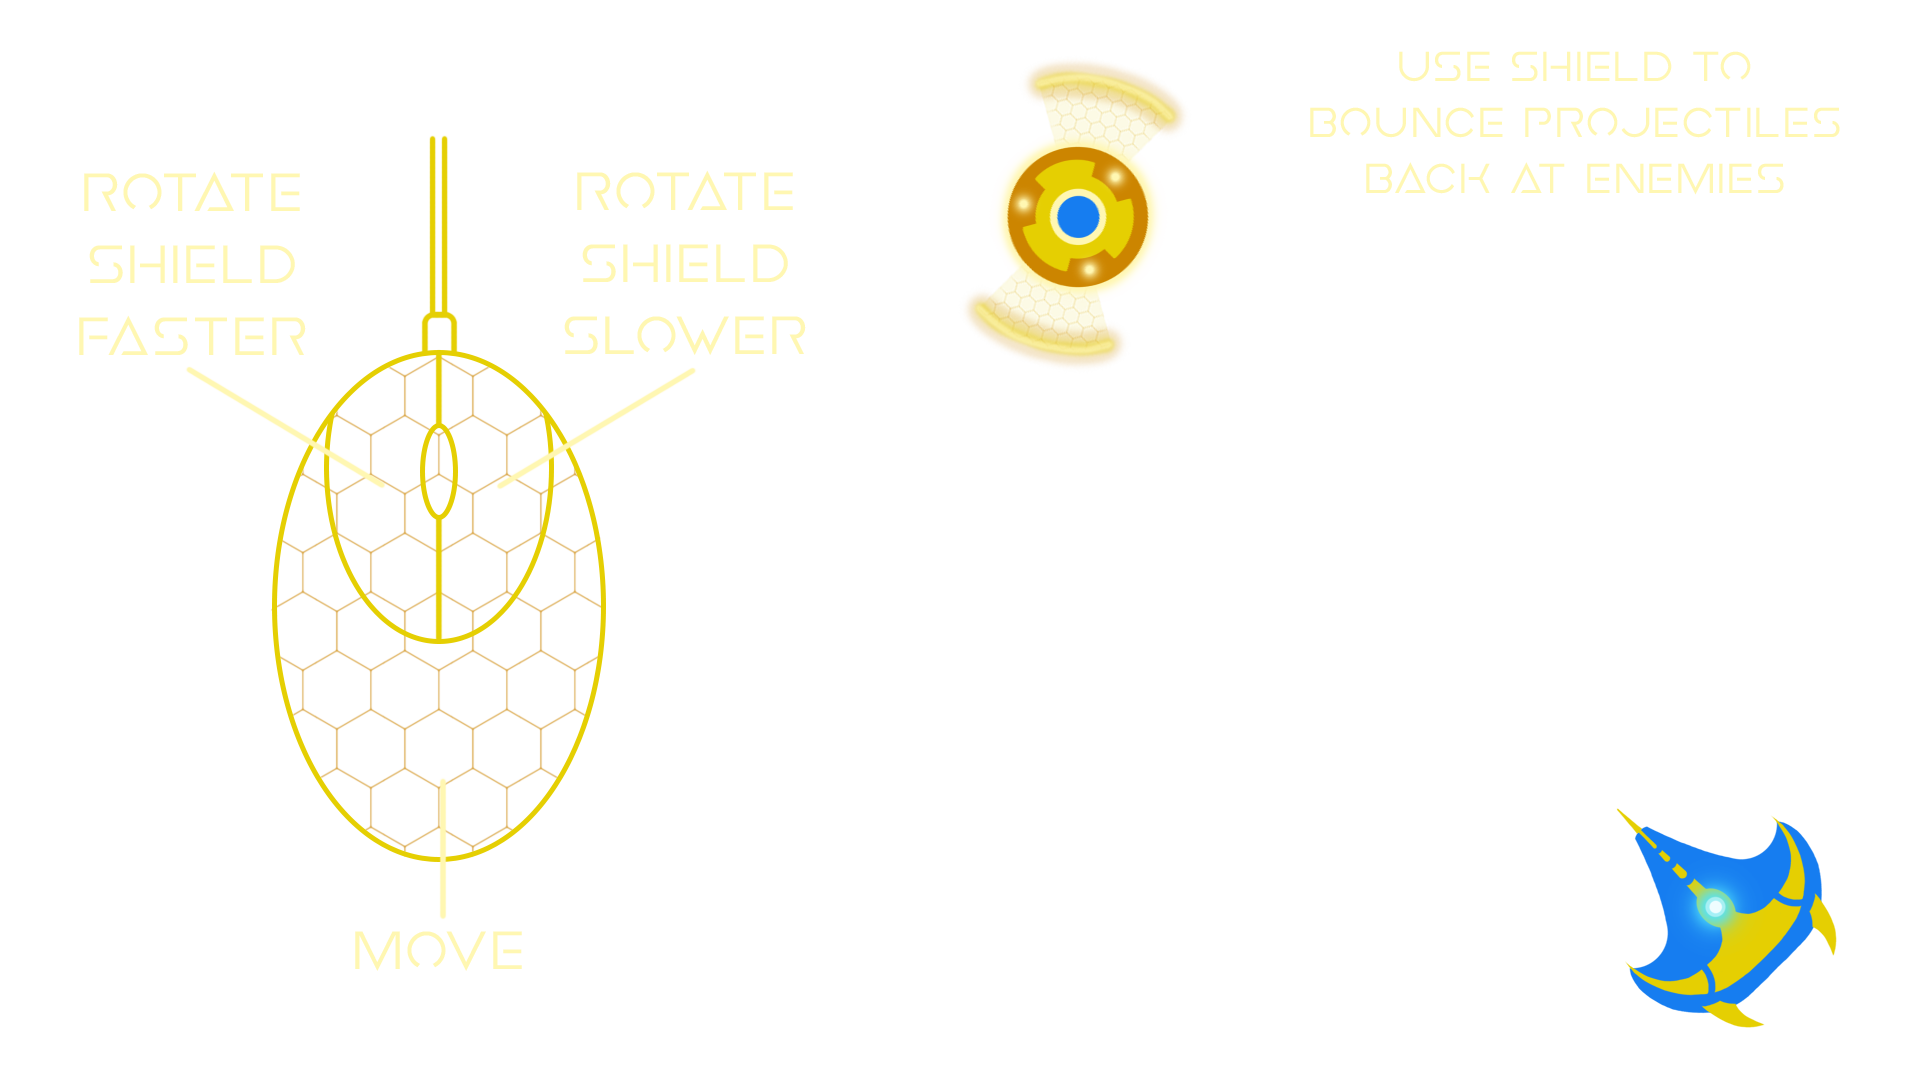 ROTATE
SHIELD
FASTER
ROTATE
SHIELD
SLOWER
MOVE
USE SHIELD TO
BOUNCE PROJECTILES
BACK AT ENEMIES